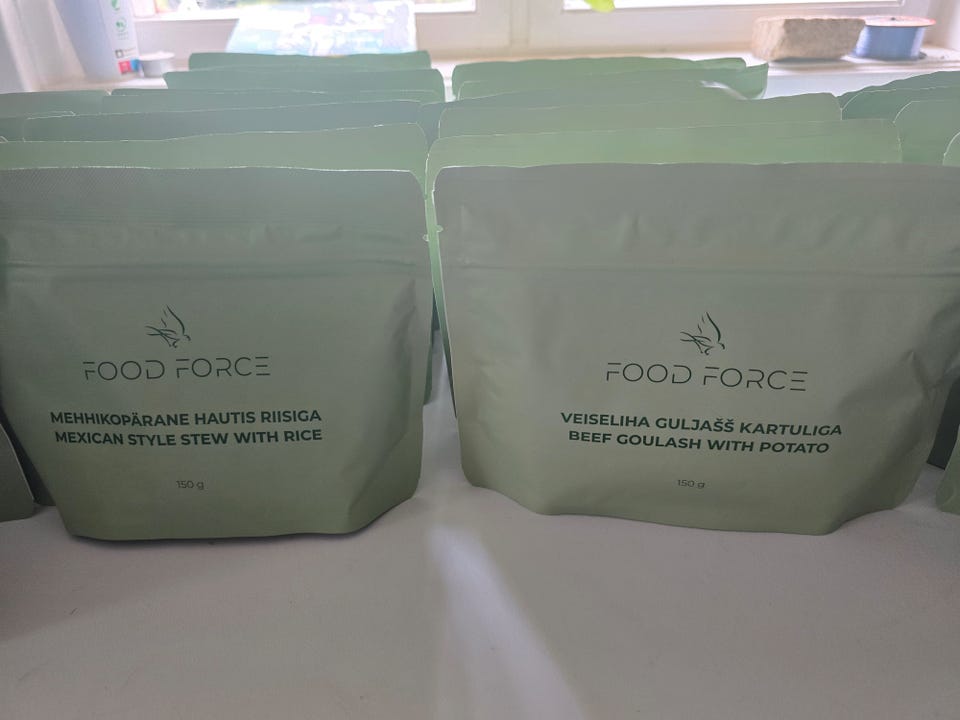 FOOD FORCE
MEHHIKOPÄRANE HAUTIS RIISIGA
MEXICAN STYLE STEW WITH RICE
150 g
FOOD FORCE
VEISELIHA GULJAŠŠ KARTULIGA
BEEF GOULASH WITH POTATO
150 g